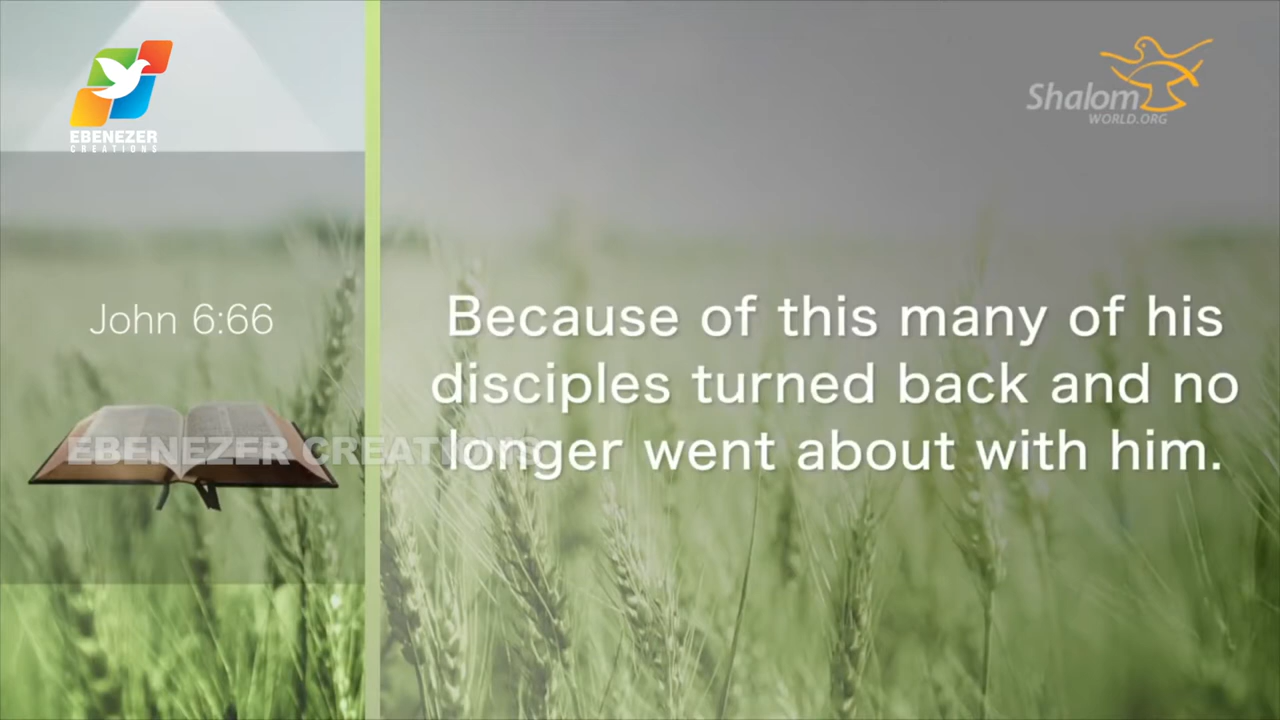 EBENEZER
CREATIONS
Shalom
WORLD.ORG
John 6:66
Because of this many of his
disciples turned back and no
longer went about with him.
EBENEZER CREATIONS